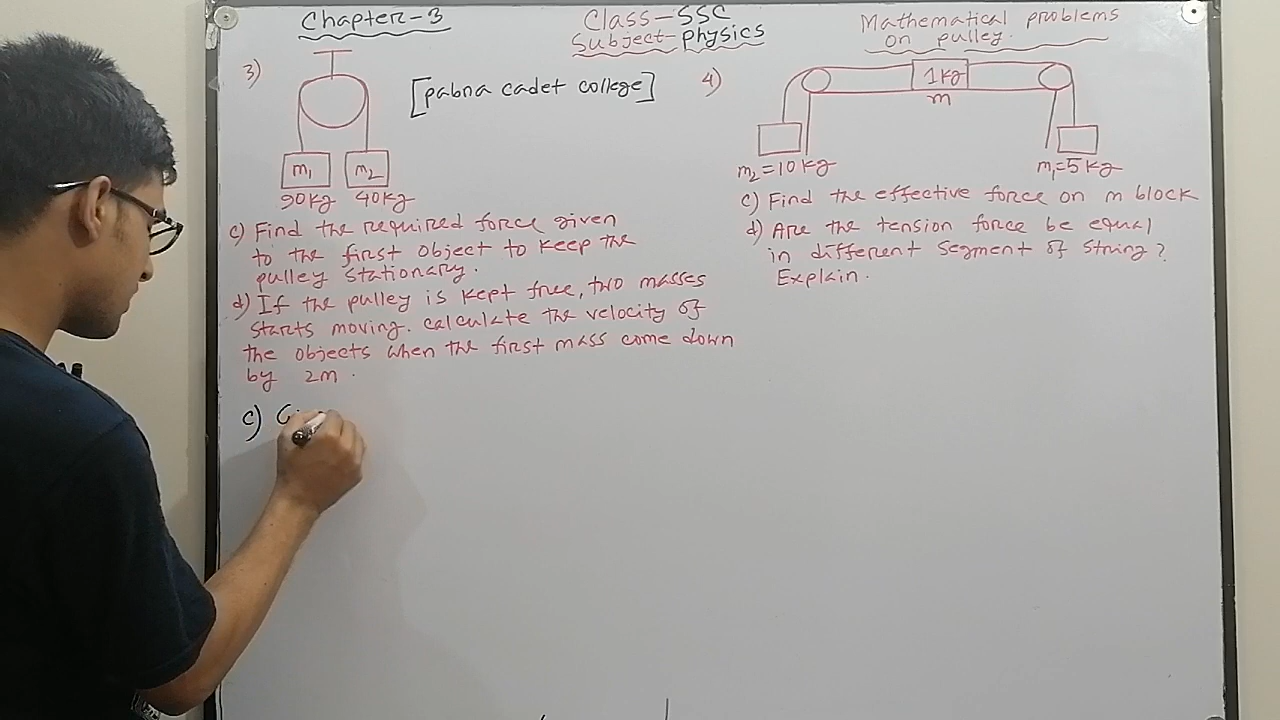 Chapter-3
Class-SSC
Subject-physics
Mathematical problems
on pulley.
3)
[pabna cadet college]
m₁
m₂
90kg 40kg
c) Find the required force given
to the first object to keep the
pulley stationary.
d) If the pulley is kept free, two masses
starts moving. calculate the velocity of
the objects when the first mass come down
by 2m.
c)
4)
1kg
m
m₂=10kg
m₁=5kg
c) Find the effective force on m block
d) Are the tension force be equal
in different segment of string?
Explain.